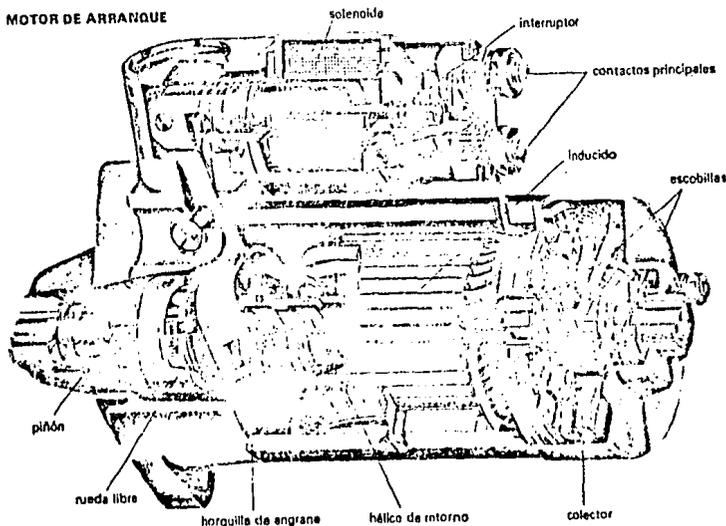 MOTOR DE ARRANQUE
solenoide
interruptor
contactos principales
Inducido
escobillas
piñón
rueda libre
horquilla de engrane
hélice de retorno
colector